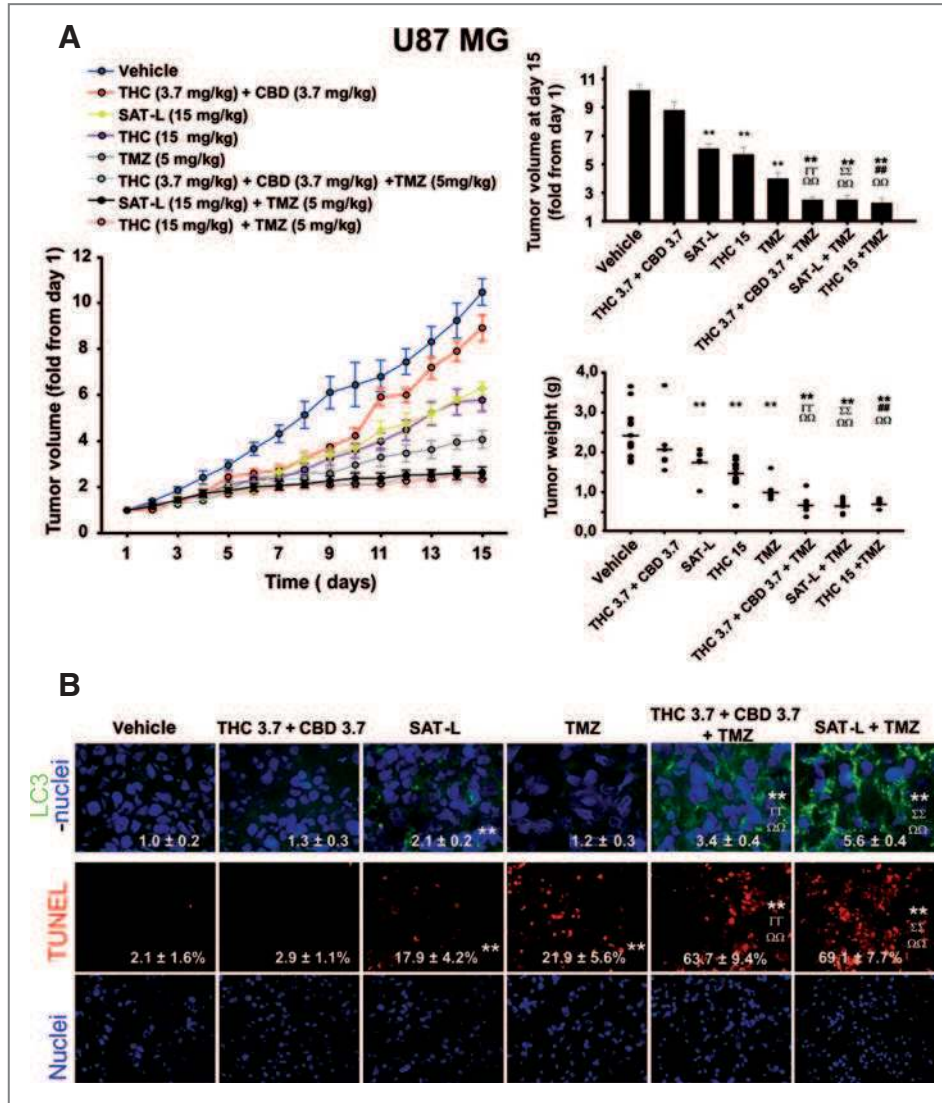 A
U87 MG
Vehicle
THC (3.7 mg/kg) + CBD (3.7 mg/kg)
SAT-L (15 mg/kg)
THC (15 mg/kg)
TMZ (5 mg/kg)
THC (3.7 mg/kg) + CBD (3.7 mg/kg) +TMZ (5mg/kg)
SAT-L (15 mg/kg) + TMZ (5 mg/kg)
THC (15 mg/kg) + TMZ (5 mg/kg)
Tumor volume (fold from day 1)
12
10
8
6
4
2
0
1 3 5 7 9 11 13 15
Time ( days)
Tumor volume at day 15
(fold from day 1)
11
9
7
5
3
1
** ** ** ** ** **
ΓΓ ΣΣ ##
ΩΩ ΩΩ ΩΩ
Vehicle
THC 3.7 + CBD 3.7
SAT-L
THC 15
TMZ
THC 3.7 + CBD 3.7 + TMZ
SAT-L + TMZ
THC 15 +TMZ
Tumor weight (g)
4,0
3,0
2,0
1,0
0,0
** ** ** ** ** **
ΓΓ ΣΣ ##
ΩΩ ΩΩ ΩΩ
Vehicle
THC 3.7 + CBD 3.7
SAT-L
THC 15
TMZ
THC 3.7 + CBD 3.7 + TMZ
SAT-L + TMZ
THC 15 +TMZ
B
Vehicle THC 3.7 + CBD 3.7 SAT-L TMZ THC 3.7 + CBD 3.7 + TMZ SAT-L + TMZ
LC3
-nuclei
** ** **
ΓΓ ΣΣ
ΩΩ ΩΩ
1.0 ± 0.2 1.3 ± 0.3 2.1 ± 0.2 1.2 ± 0.3 3.4 ± 0.4 5.6 ± 0.4
TUNEL
** ** ** **
ΓΓ ΣΣ
ΩΩ ΩΩ
2.1 ± 1.6% 2.9 ± 1.1% 17.9 ± 4.2% 21.9 ± 5.6% 63.7 ± 9.4% 69.1 ± 7.7%
Nuclei